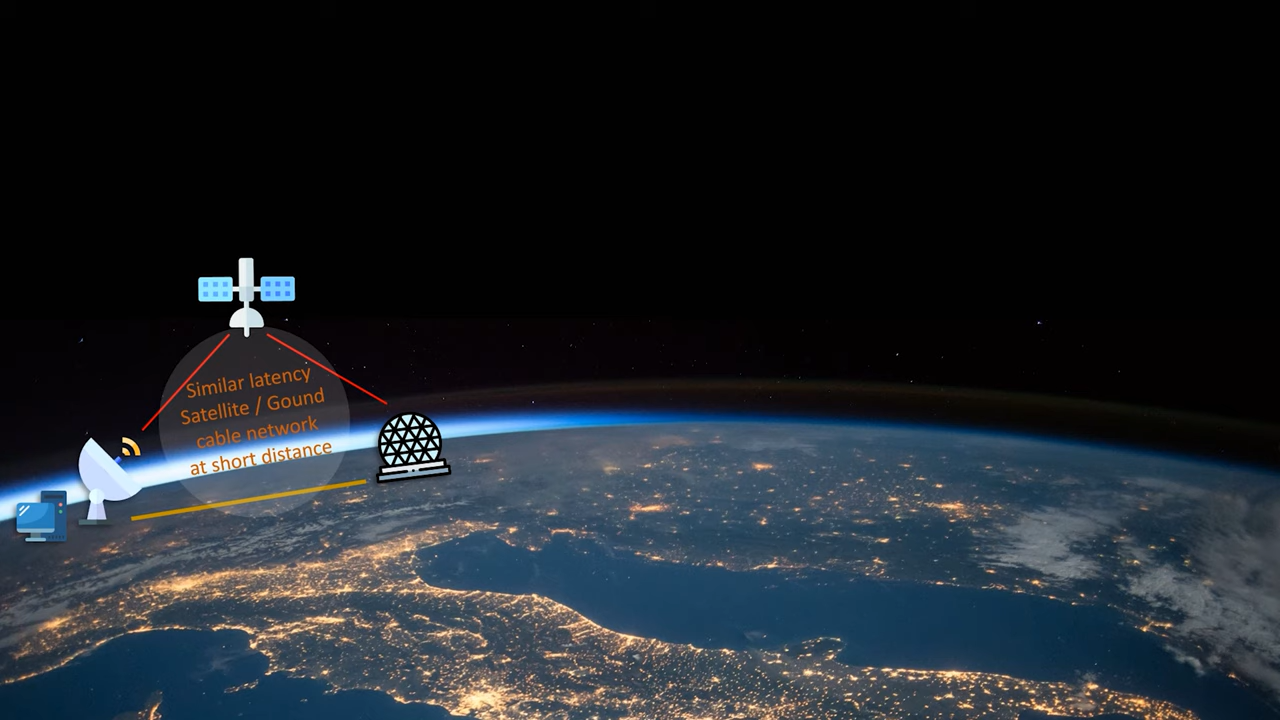 Similar latency
Satellite / Gound
cable network
at short distance